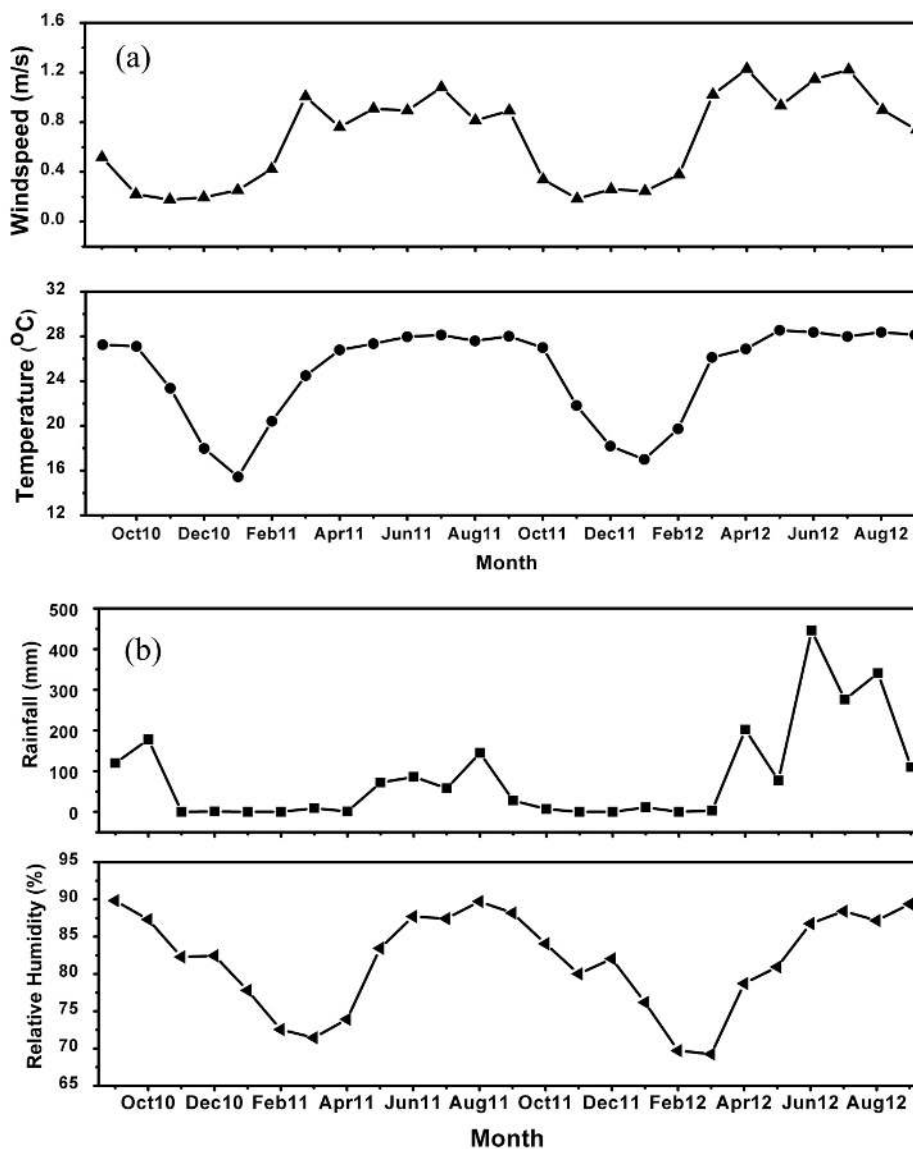 (a)
Windspeed (m/s)
1.6
1.2
0.8
0.4
0.0
Temperature (⁰C)
32
28
24
20
16
12
Oct10 Dec10 Feb11 Apr11 Jun11 Aug11 Oct11 Dec11 Feb12 Apr12 Jun12 Aug12
Month
(b)
Rainfall (mm)
500
400
300
200
100
0
Relative Humidity (%)
95
90
85
80
75
70
65
Oct10 Dec10 Feb11 Apr11 Jun11 Aug11 Oct11 Dec11 Feb12 Apr12 Jun12 Aug12
Month